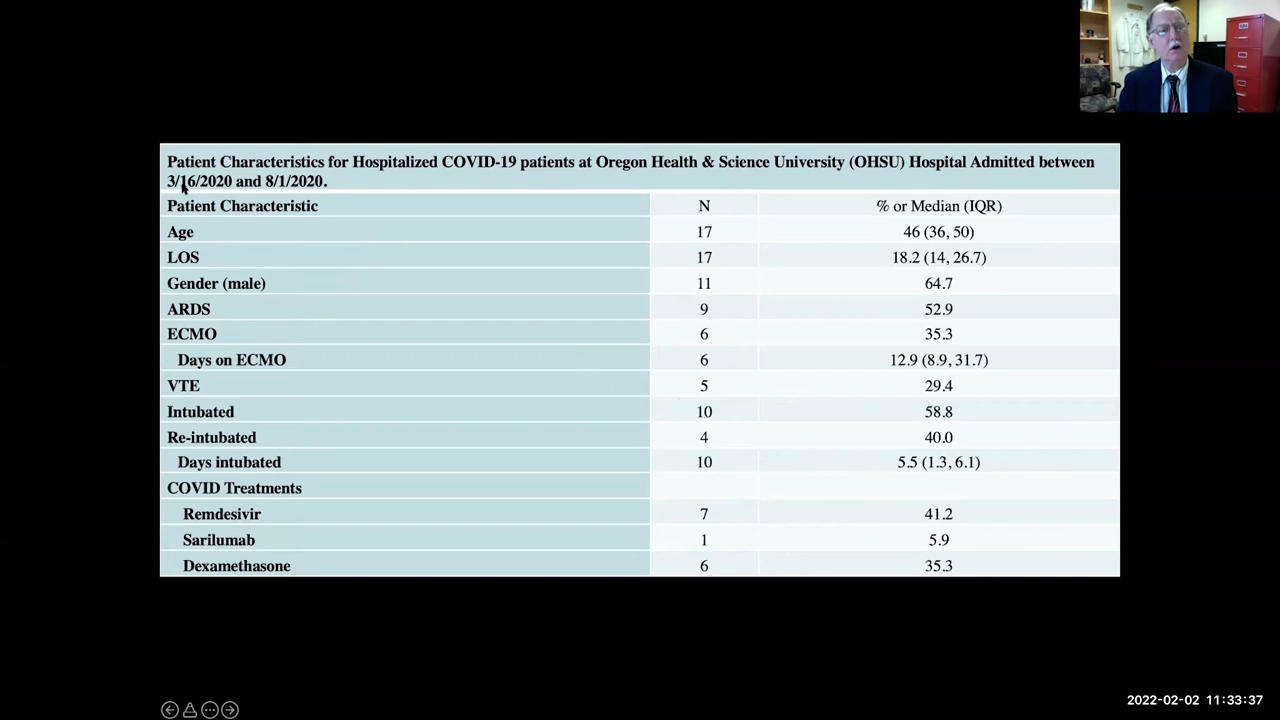 Patient Characteristics for Hospitalized COVID-19 patients at Oregon Health & Science University (OHSU) Hospital Admitted between
3/16/2020 and 8/1/2020.
Patient Characteristic N % or Median (IQR)
Age 17 46 (36, 50)
LOS 17 18.2 (14, 26.7)
Gender (male) 11 64.7
ARDS 9 52.9
ECMO 6 35.3
Days on ECMO 6 12.9 (8.9, 31.7)
VTE 5 29.4
Intubated 10 58.8
Re-intubated 4 40.0
Days intubated 10 5.5 (1.3, 6.1)
COVID Treatments
Remdesivir 7 41.2
Sarilumab 1 5.9
Dexamethasone 6 35.3
2022-02-02 11:33:37